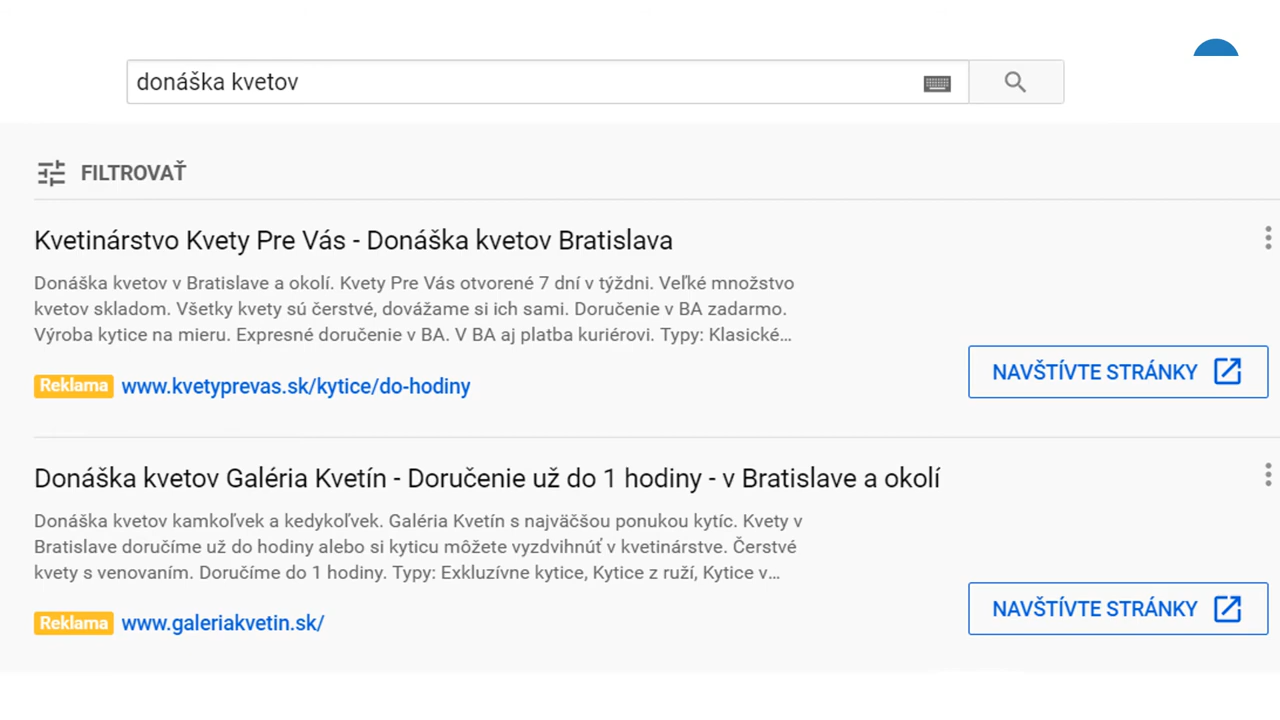 donáška kvetov
FILTROVAŤ
Kvetinárstvo Kvety Pre Vás - Donáška kvetov Bratislava
Donáška kvetov v Bratislave a okolí. Kvety Pre Vás otvorené 7 dní v týždni. Veľké množstvo
kvetov skladom. Všetky kvety sú čerstvé, dovážame si ich sami. Doručenie v BA zadarmo.
Výroba kytice na mieru. Expresné doručenie v BA. V BA aj platba kuriérovi. Typy: Klasické...
NAVŠTÍVTE STRÁNKY
Reklama www.kvetyprevas.sk/kytice/do-hodiny
Donáška kvetov Galéria Kvetín - Doručenie už do 1 hodiny - v Bratislave a okolí
Donáška kvetov kamkoľvek a kedykoľvek. Galéria Kvetín s najväčšou ponukou kytíc. Kvety v
Bratislave doručíme už do hodiny alebo si kyticu môžete vyzdvihnúť v kvetinárstve. Čerstvé
kvety s venovaním. Doručíme do 1 hodiny. Typy: Exkluzívne kytice, Kytice z ruží, Kytice v...
NAVŠTÍVTE STRÁNKY
Reklama www.galeriakvetin.sk/